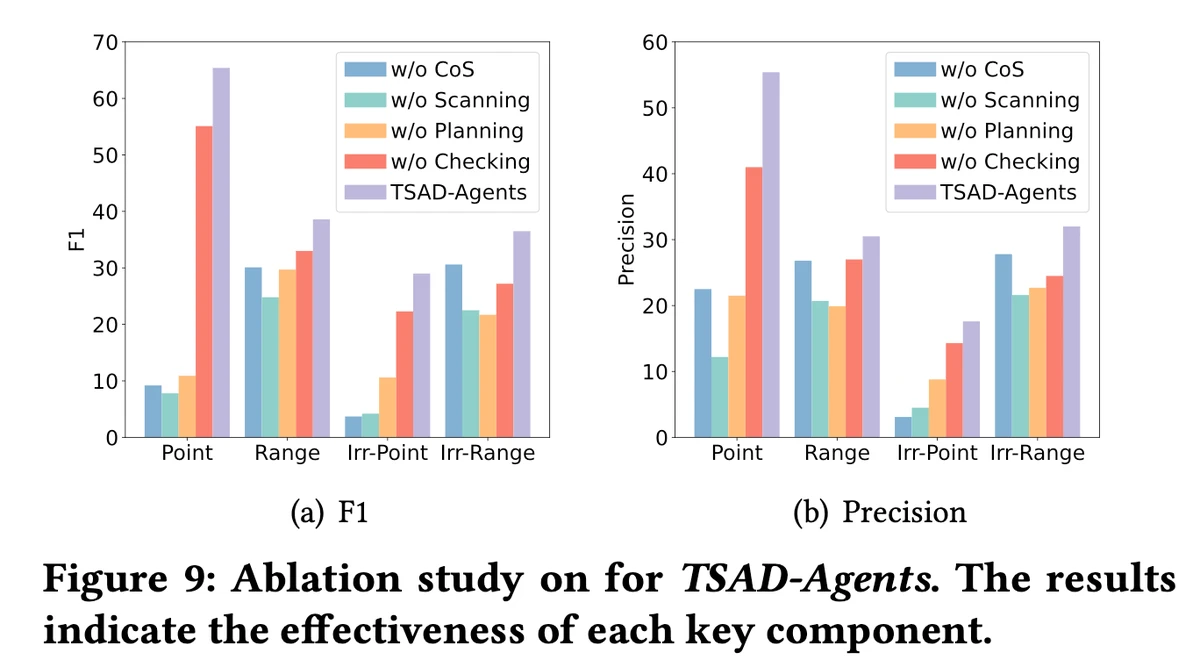 70
60
50
40
30
20
10
0
F1
w/o CoS
w/o Scanning
w/o Planning
w/o Checking
TSAD-Agents
Point Range Irr-Point Irr-Range
(a) F1
60
50
40
30
20
10
0
Precision
w/o CoS
w/o Scanning
w/o Planning
w/o Checking
TSAD-Agents
Point Range Irr-Point Irr-Range
(b) Precision
Figure 9: Ablation study on for TSAD-Agents. The results
indicate the effectiveness of each key component.